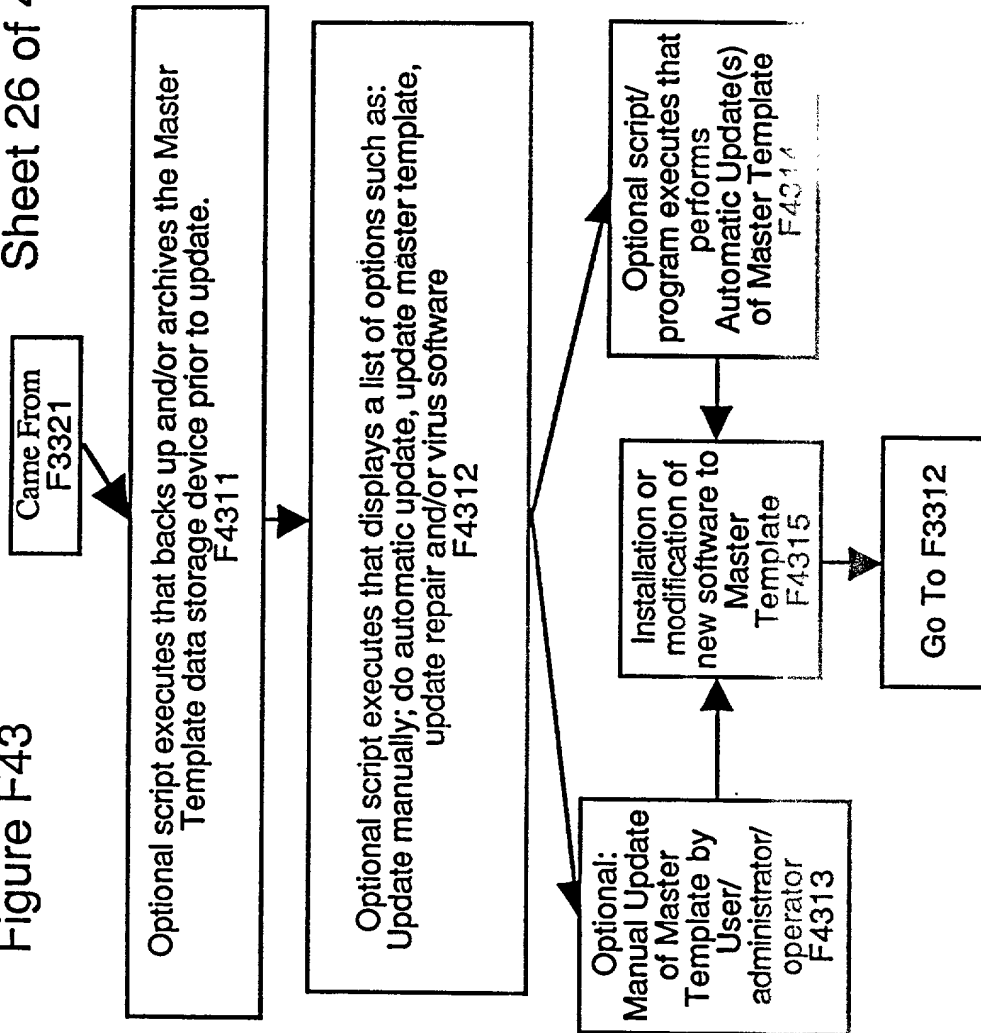 Figure F43
Sheet 26 of 4
Came From
F3321
Optional script executes that backs up and/or archives the Master
Template data storage device prior to update.
F4311
Optional script executes that displays a list of options such as:
Update manually; do automatic update, update master template,
update repair and/or virus software
F4312
Optional:
Manual Update
of Master
Template by
User/
administrator/
operator
F4313
Optional script/
program executes that
performs
Automatic Update(s)
of Master Template
F4314
Installation or
modification of
new software to
Master
Template
F4315
Go To F3312